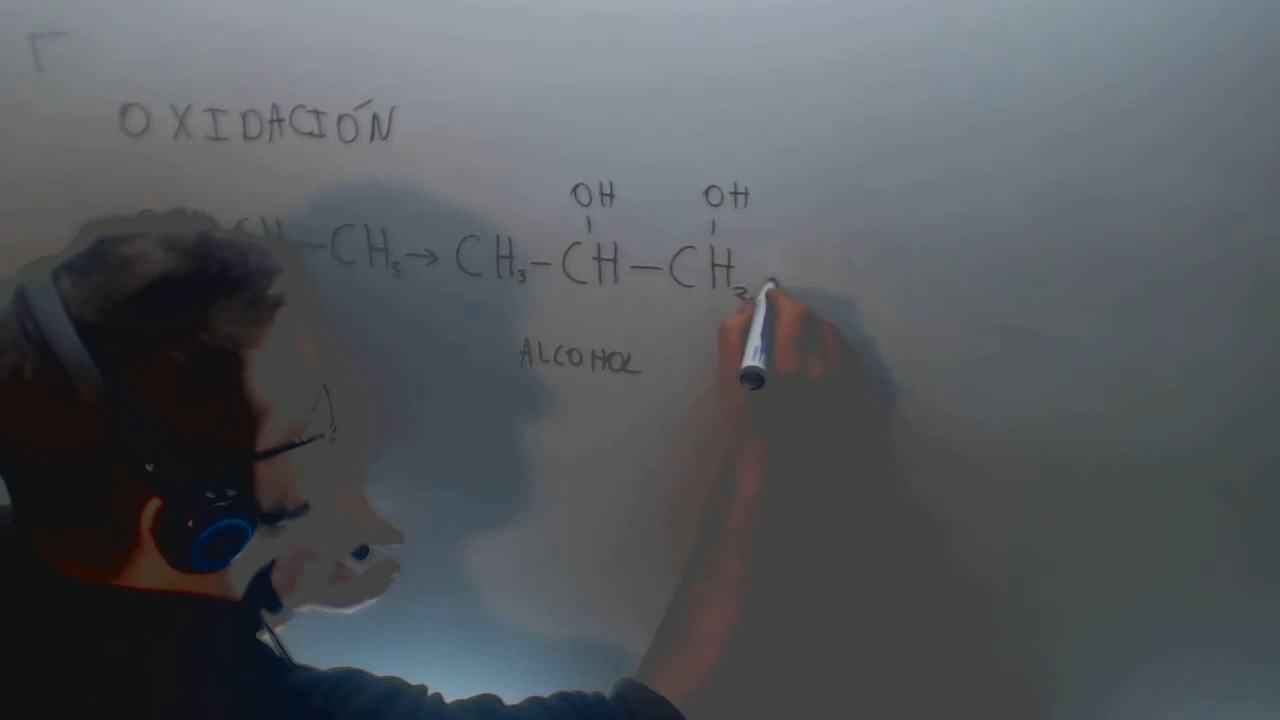 OXIDACIÓN
OH OH
-CH₃→ CH₃-CH-CH₂
ALCOHOL